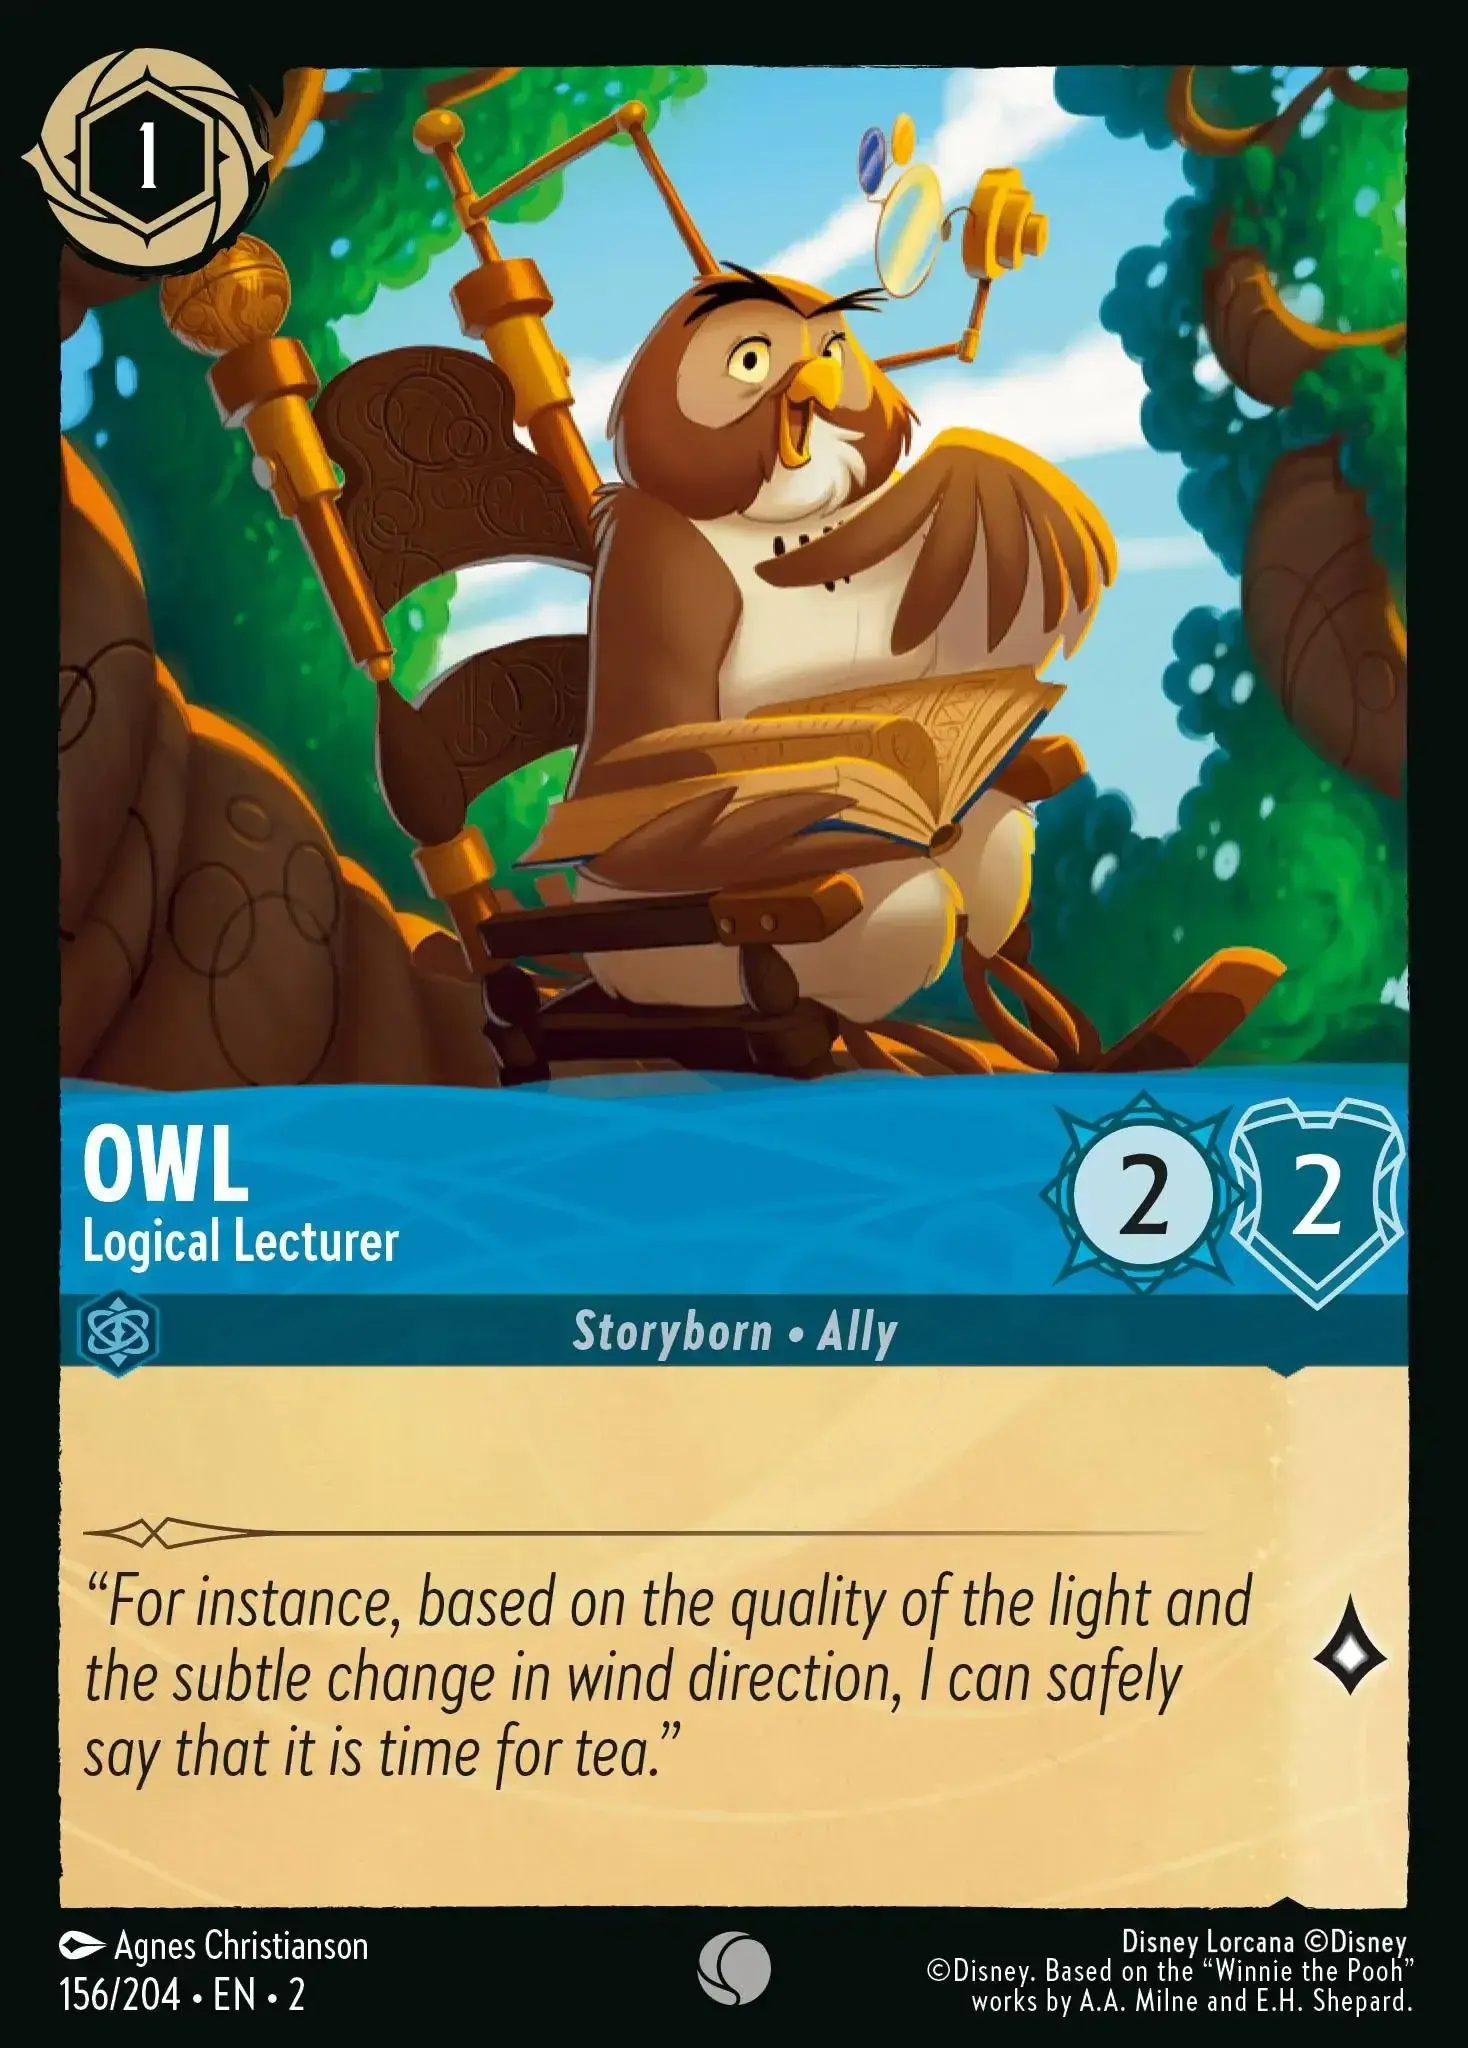 1
OWL
Logical Lecturer
2
2
Storyborn • Ally
“For instance, based on the quality of the light and
the subtle change in wind direction, I can safely
say that it is time for tea.”
Agnes Christianson
156/204 • EN • 2
Disney Lorcana ©Disney
©Disney. Based on the “Winnie the Pooh”
works by A.A. Milne and E.H. Shepard.